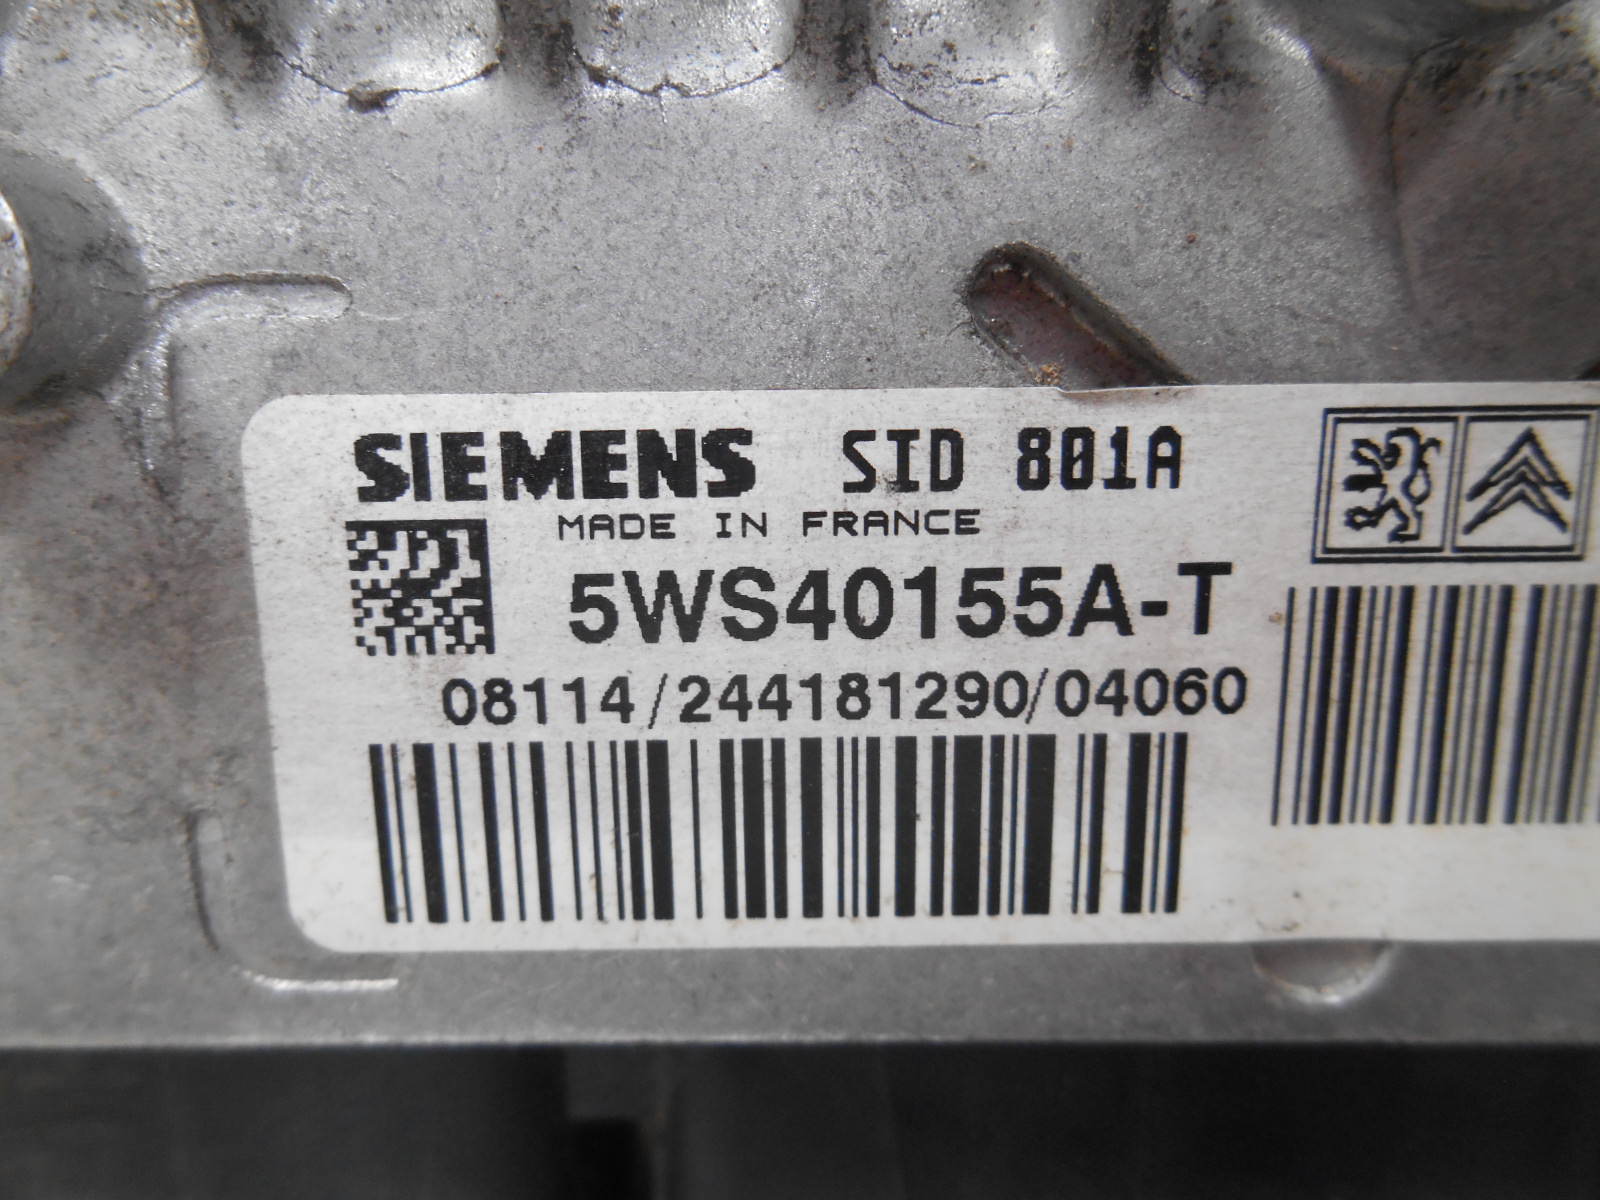 SIEMENS SID 801A
MADE IN FRANCE
5WS40155A-T
08114/244181290/04060